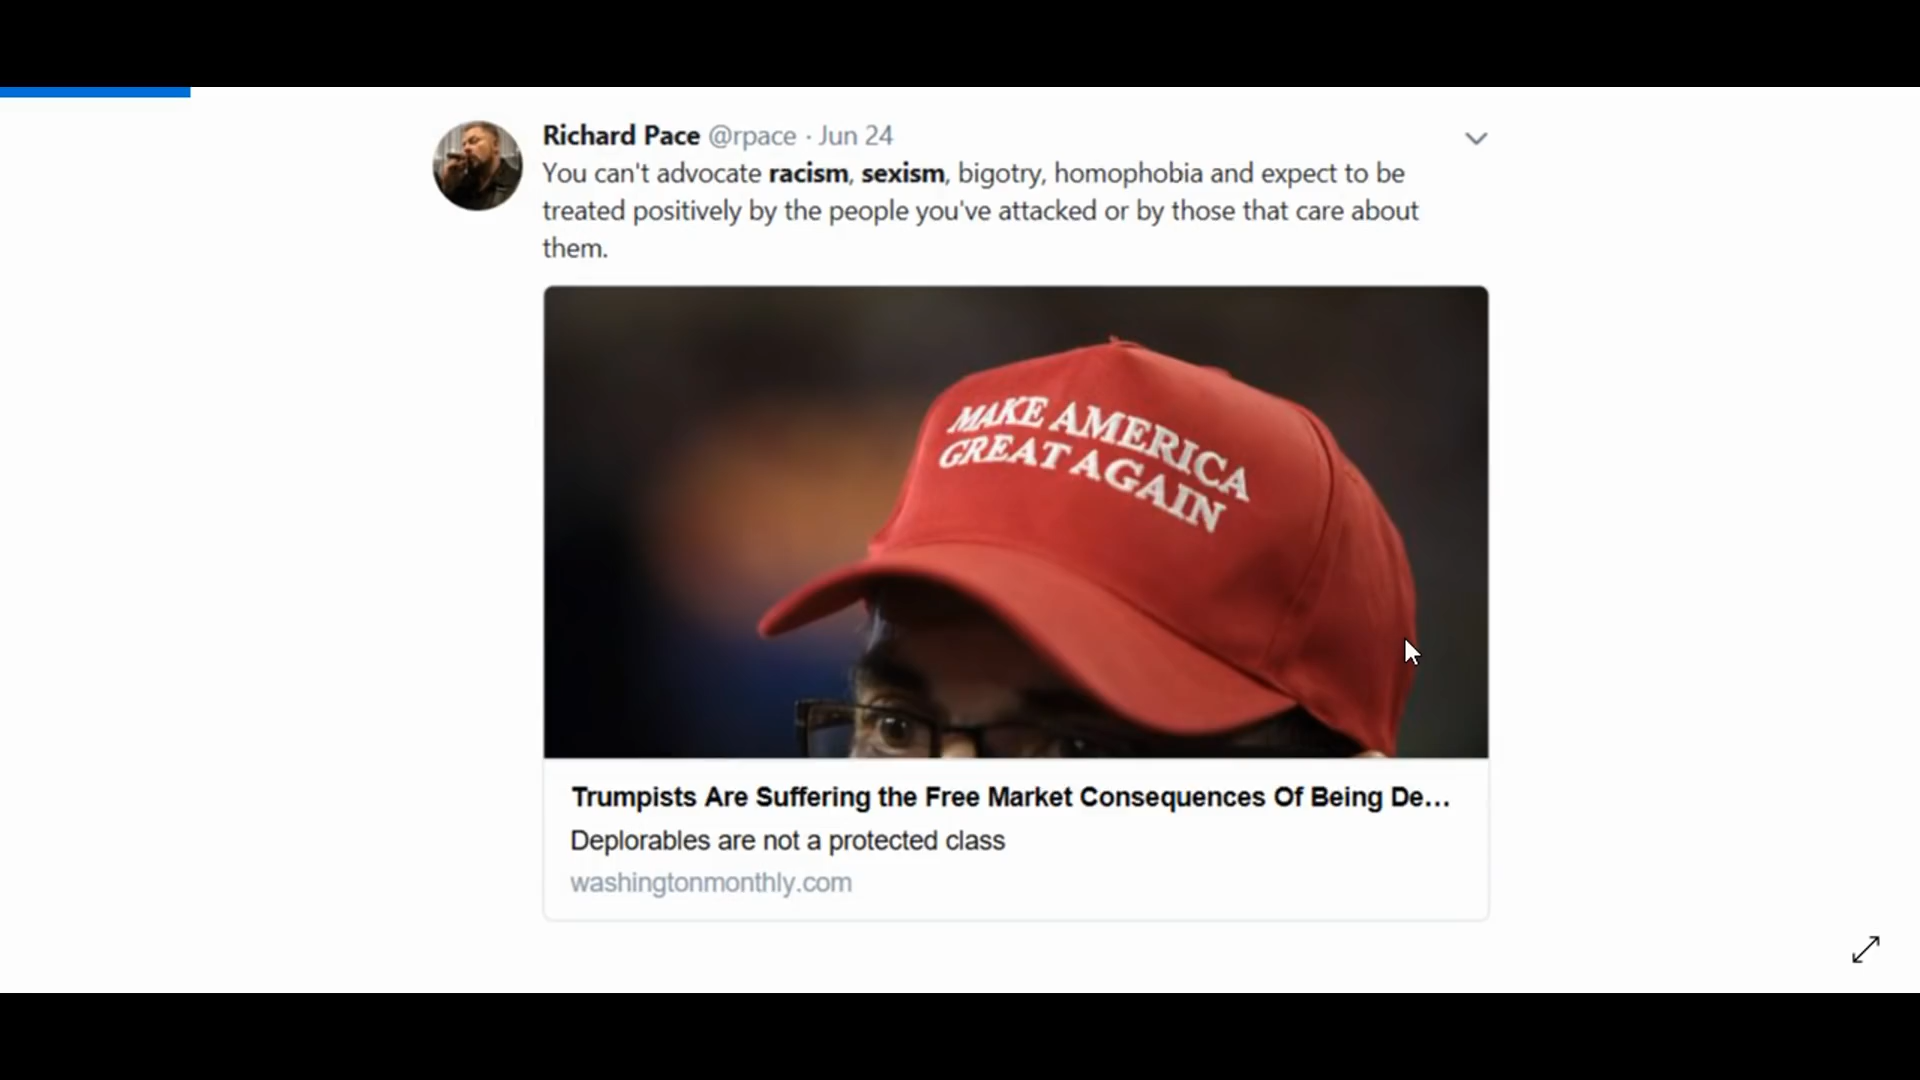 Richard Pace @rpace · Jun 24
You can't advocate racism, sexism, bigotry, homophobia and expect to be
treated positively by the people you've attacked or by those that care about
them.
MAKE AMERICA
GREAT AGAIN
Trumpists Are Suffering the Free Market Consequences Of Being De...
Deplorables are not a protected class
washingtonmonthly.com